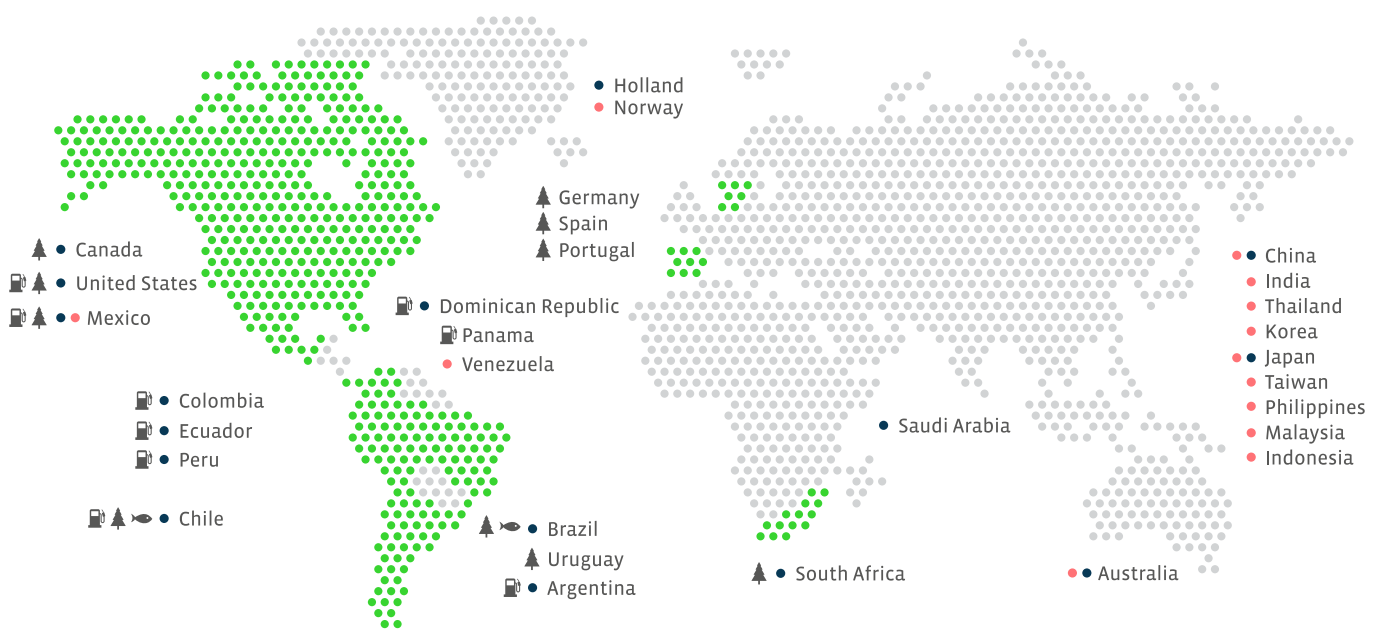 Holland
Norway
Germany
Spain
Portugal
Canada
United States
Mexico
Dominican Republic
Panama
Venezuela
China
India
Thailand
Korea
Japan
Taiwan
Philippines
Malaysia
Indonesia
Colombia
Ecuador
Peru
Chile
Saudi Arabia
Brazil
Uruguay
Argentina
South Africa
Australia